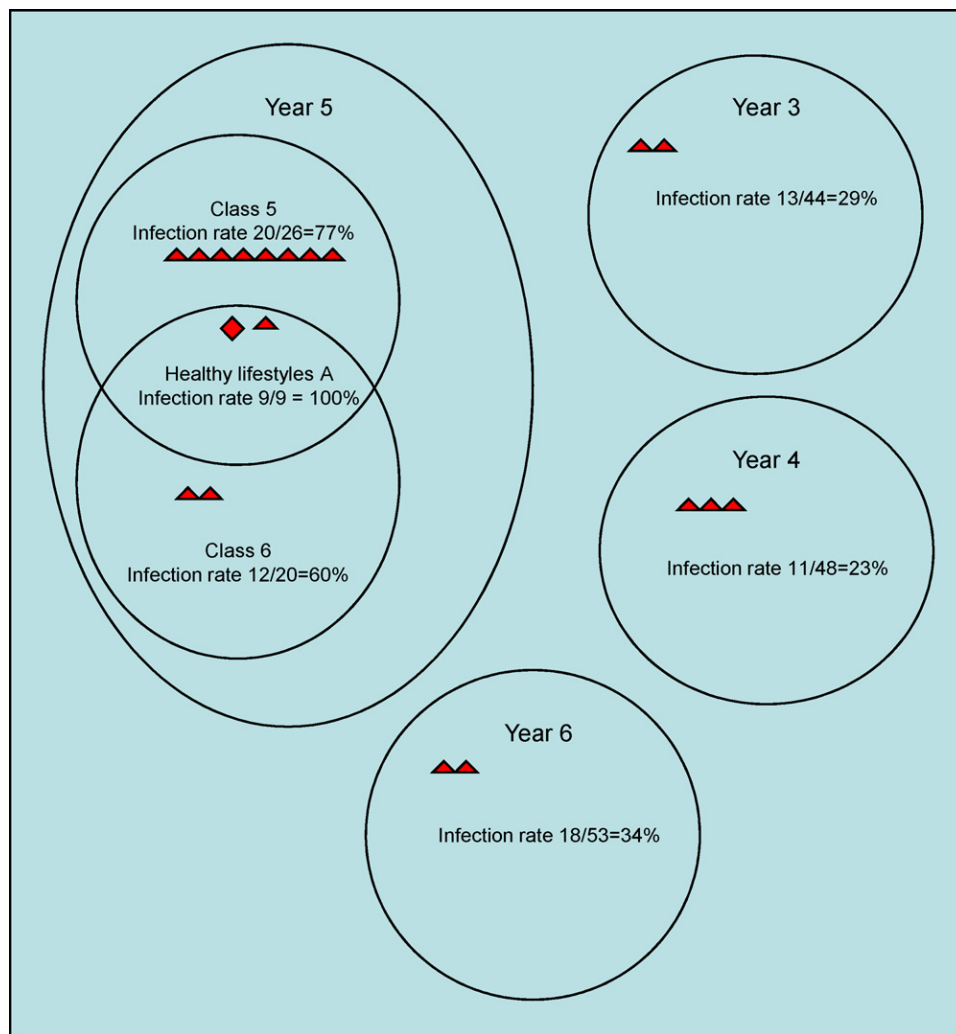 Year 5
Class 5
Infection rate 20/26=77%
Healthy lifestyles A
Infection rate 9/9 = 100%
Class 6
Infection rate 12/20=60%
Year 3
Infection rate 13/44=29%
Year 4
Infection rate 11/48=23%
Year 6
Infection rate 18/53=34%